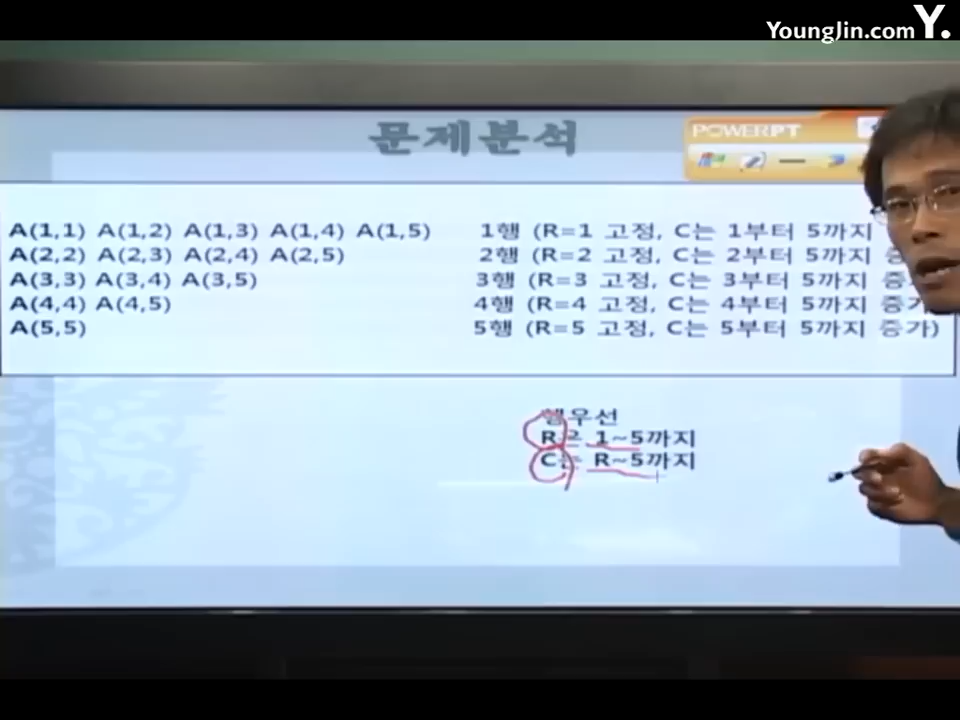 YoungJin.com Y.
문제분석
POWERPT
A(1,1) A(1,2) A(1,3) A(1,4) A(1,5) 1행 (R=1 고정, C는 1부터 5까지
A(2,2) A(2,3) A(2,4) A(2,5) 2행 (R=2 고정, C는 2부터 5까지
A(3,3) A(3,4) A(3,5) 3행 (R=3 고정, C는 3부터 5까지
A(4,4) A(4,5) 4행 (R=4 고정, C는 4부터 5까지 증가
A(5,5) 5행 (R=5 고정, C는 5부터 5까지 증가)
행우선
R은 1~5까지
C는 R~5까지